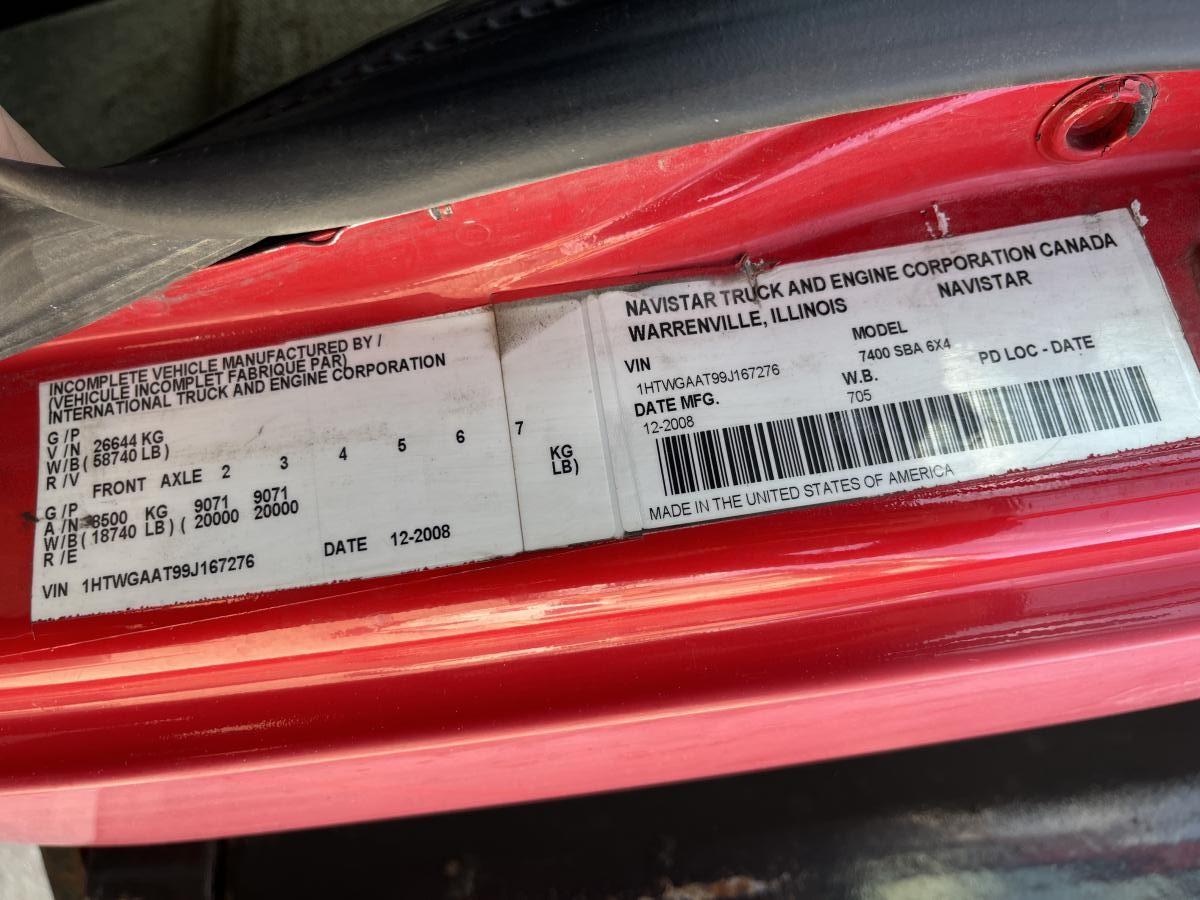 INCOMPLETE VEHICLE MANUFACTURED BY /
(VEHICULE INCOMPLET FABRIQUE PAR)
INTERNATIONAL TRUCK AND ENGINE CORPORATION
G /P
V /N 26644 KG
W/B ( 58740 LB)
R /V
FRONT AXLE 2 3 4 5 6 7
G /P
A /N 8500 KG 9071 9071 KG
W/B ( 18740 LB ) ( 20000 20000 LB)
R /E
VIN 1HTWGAAT99J167276 DATE 12-2008
NAVISTAR TRUCK AND ENGINE CORPORATION CANADA
WARRENVILLE, ILLINOIS NAVISTAR
VIN MODEL
1HTWGAAT99J167276 7400 SBA 6X4
DATE MFG. W.B. PD LOC - DATE
12-2008 705
MADE IN THE UNITED STATES OF AMERICA